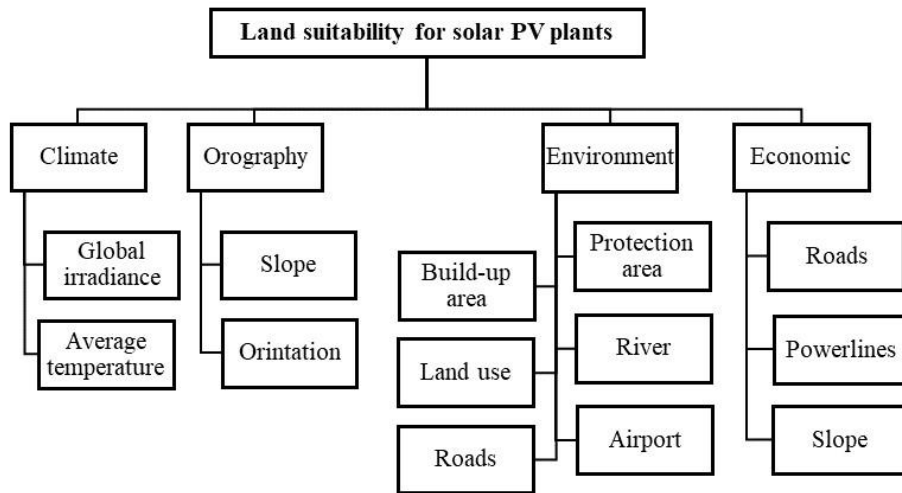 Land suitability for solar PV plants
Climate
Orography
Environment
Economic
Global
irradiance
Average
temperature
Slope
Orintation
Build-up
area
Land use
Roads
Protection
area
River
Airport
Roads
Powerlines
Slope